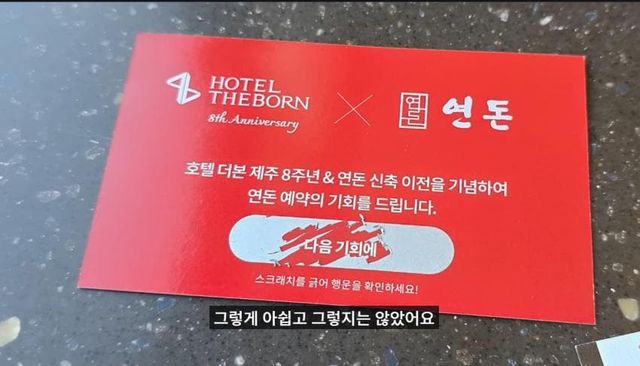 HOTEL
THEBORN
8th Anniversary
연돈
연돈
호텔 더본 제주 8주년 & 연돈 신축 이전을 기념하여
연돈 예약의 기회를 드립니다.
다음 기회에
스크래치를 긁어 행운을 확인하세요!
그렇게 아쉽고 그렇지는 않았어요